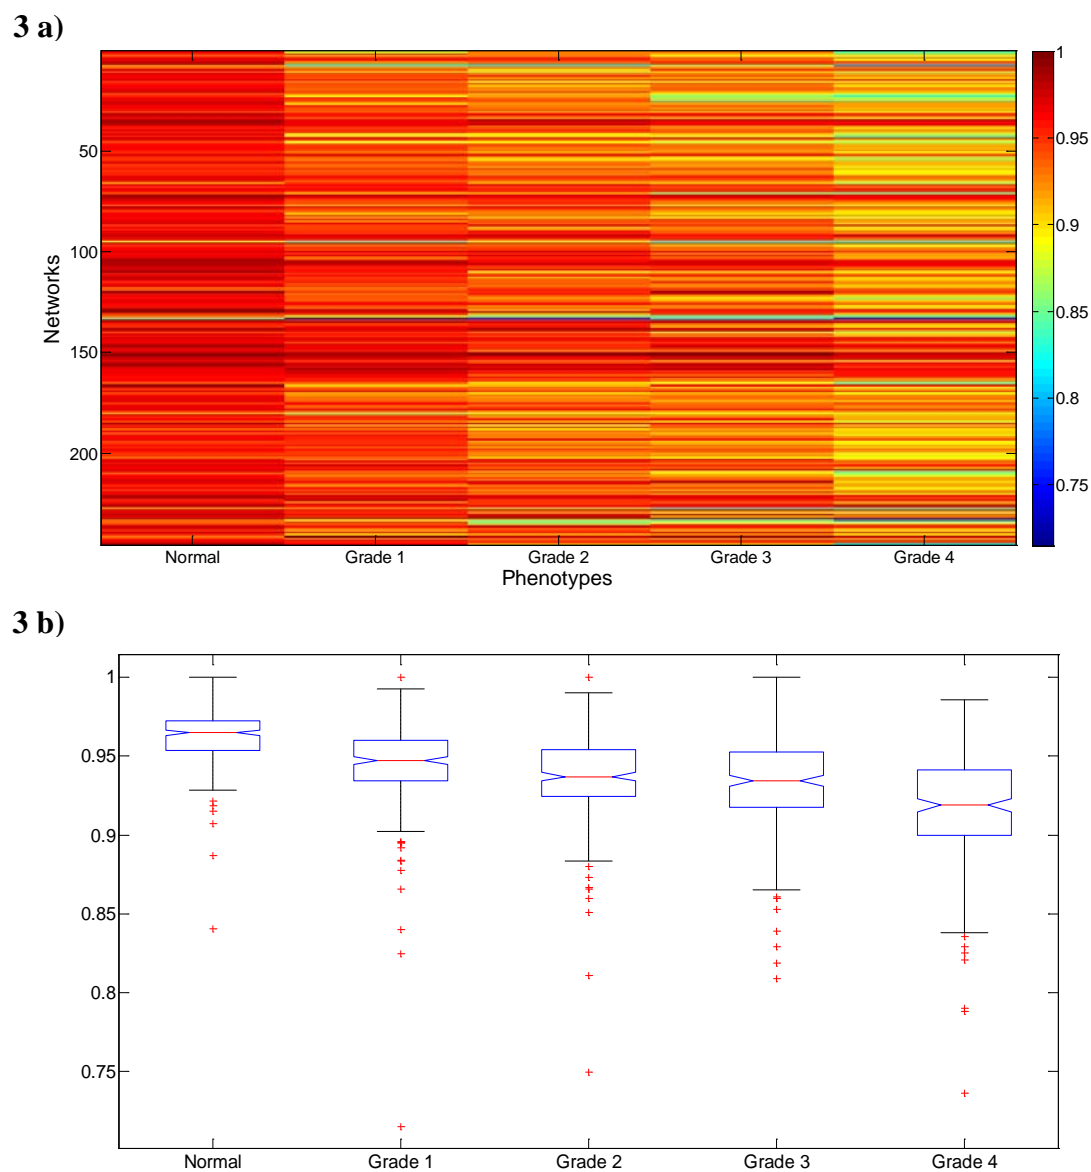 3 a)
1
0.95
0.9
0.85
0.8
0.75
50
100
150
200
Networks
Normal
Grade 1
Grade 2
Grade 3
Grade 4
Phenotypes
3 b)
1
0.95
0.9
0.85
0.8
0.75
Normal
Grade 1
Grade 2
Grade 3
Grade 4